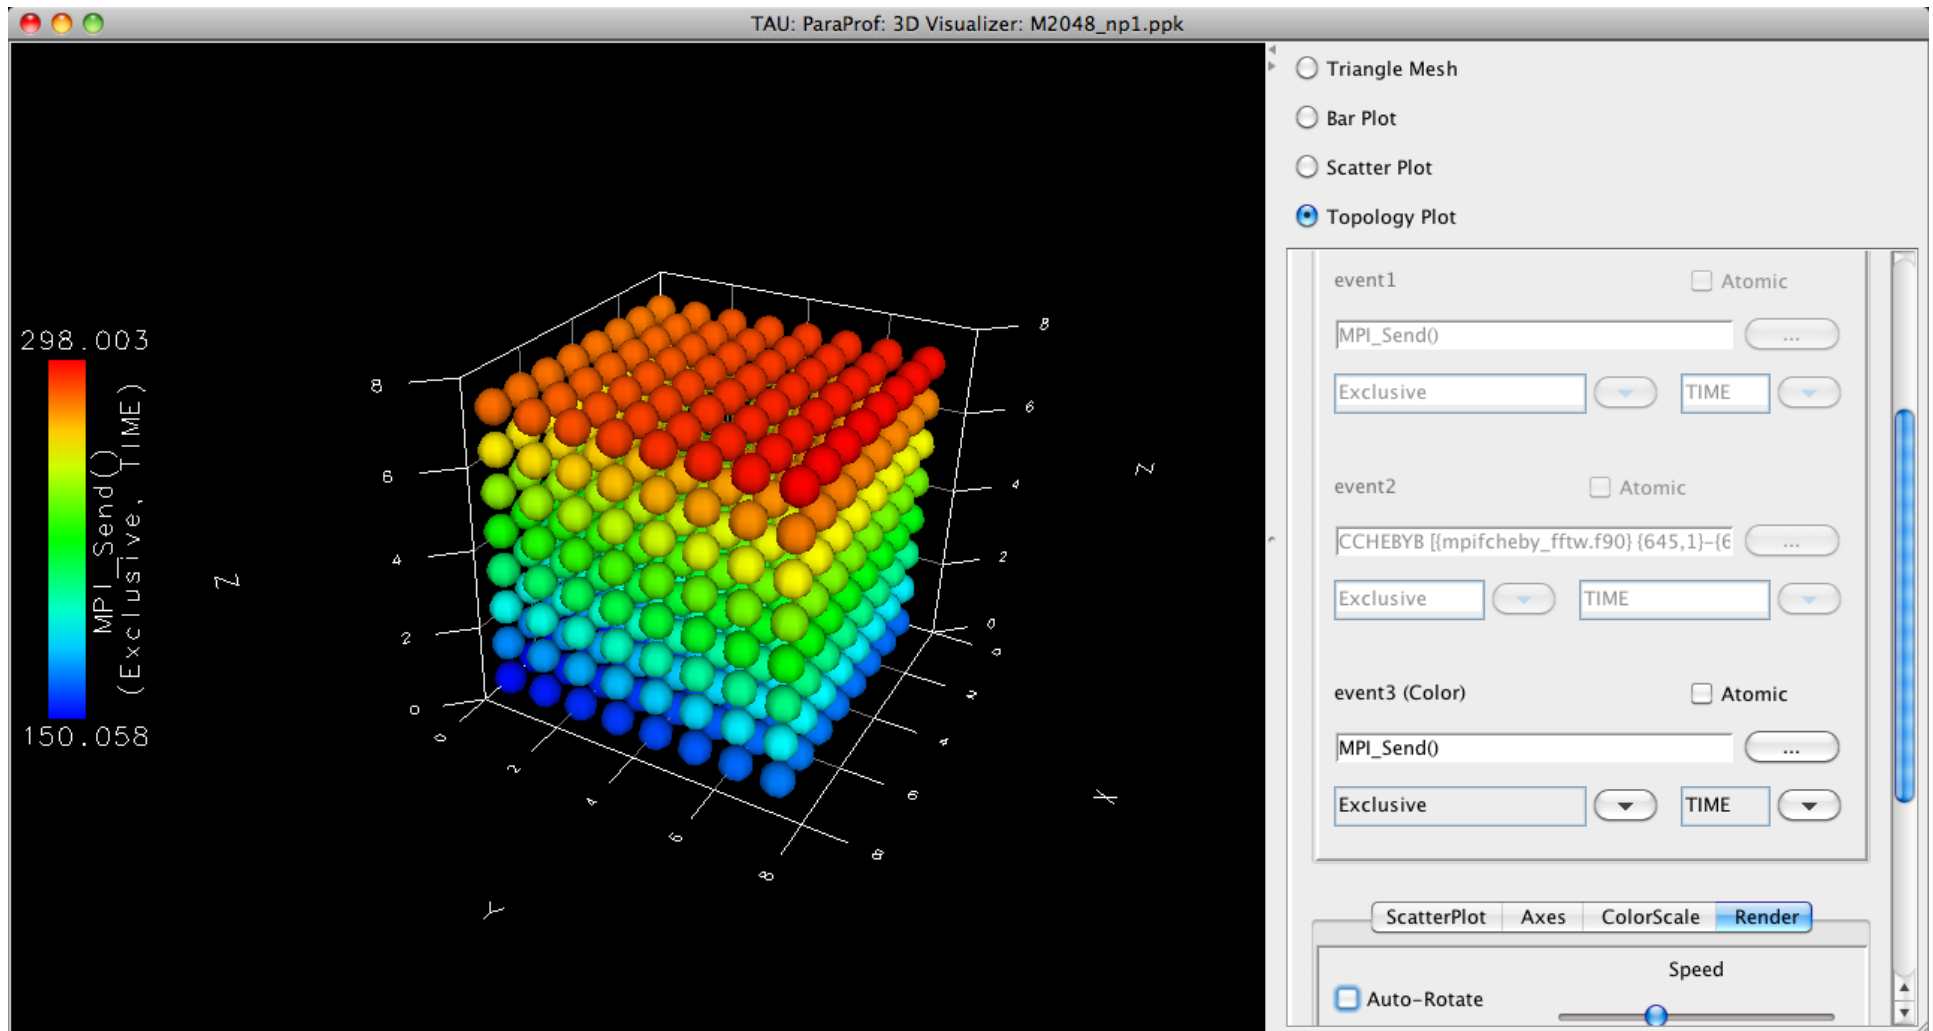 TAU: ParaProf: 3D Visualizer: M2048_np1.ppk
298.003
MPI_Send()
(Exclusive, TIME)
150.058
8
6
4
2
0
Z
0
2
4
6
8
Y
8
6
4
2
0
Z
0
2
4
6
8
X
Triangle Mesh
Bar Plot
Scatter Plot
Topology Plot
event1
Atomic
MPI_Send()
...
Exclusive
TIME
event2
Atomic
CCHEBYB [{mpifcheby_fftw.f90} {645,1}-{6
...
Exclusive
TIME
event3 (Color)
Atomic
MPI_Send()
...
Exclusive
TIME
ScatterPlot Axes ColorScale Render
Speed
Auto-Rotate